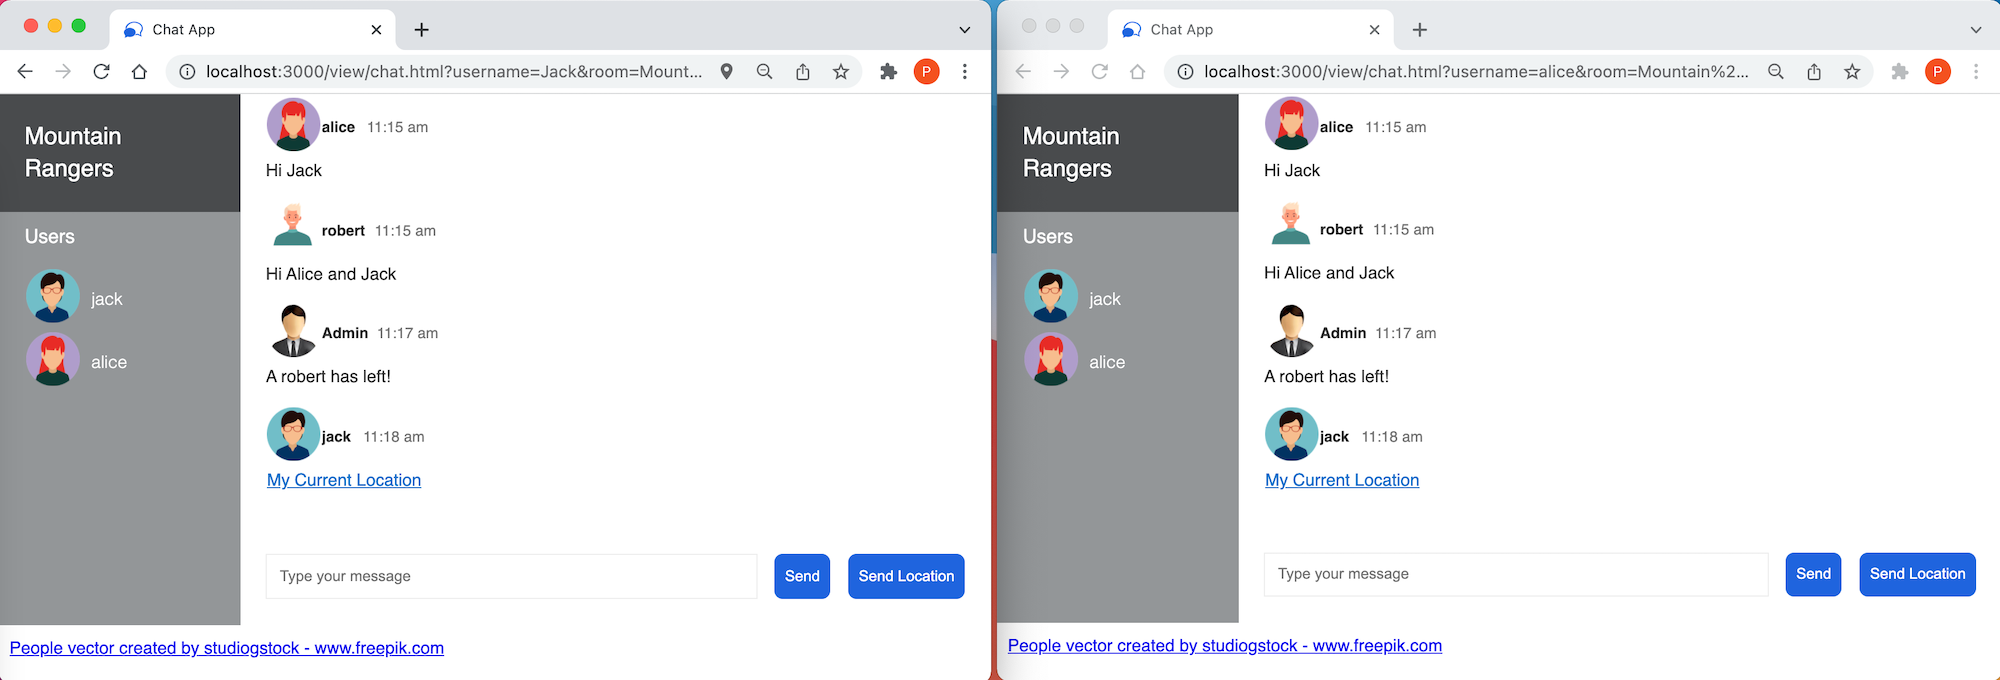 Chat App
localhost:3000/view/chat.html?username=Jack&room=Mount...
P
Mountain
Rangers
Users
jack
alice
alice 11:15 am
Hi Jack
robert 11:15 am
Hi Alice and Jack
Admin 11:17 am
A robert has left!
jack 11:18 am
My Current Location
Type your message
Send
Send Location
People vector created by studiogstock - www.freepik.com
Chat App
localhost:3000/view/chat.html?username=alice&room=Mountain%2...
P
Mountain
Rangers
Users
jack
alice
alice 11:15 am
Hi Jack
robert 11:15 am
Hi Alice and Jack
Admin 11:17 am
A robert has left!
jack 11:18 am
My Current Location
Type your message
Send
Send Location
People vector created by studiogstock - www.freepik.com